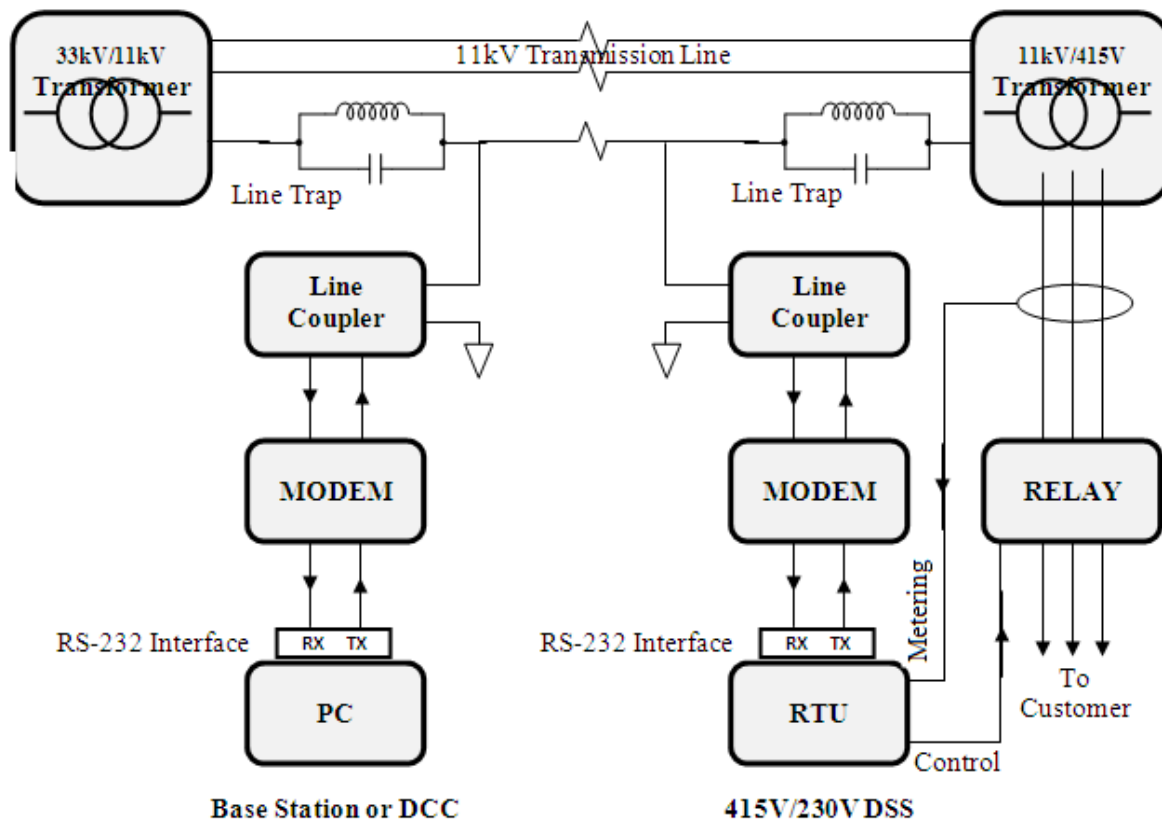 33kV/11kV
Transformer
11kV Transmission Line
11kV/415V
Transformer
Line Trap
Line Trap
Line
Coupler
Line
Coupler
MODEM
MODEM
RELAY
RS-232 Interface
RX TX
RS-232 Interface
RX TX
Metering
PC
RTU
To
Customer
Control
Base Station or DCC
415V/230V DSS